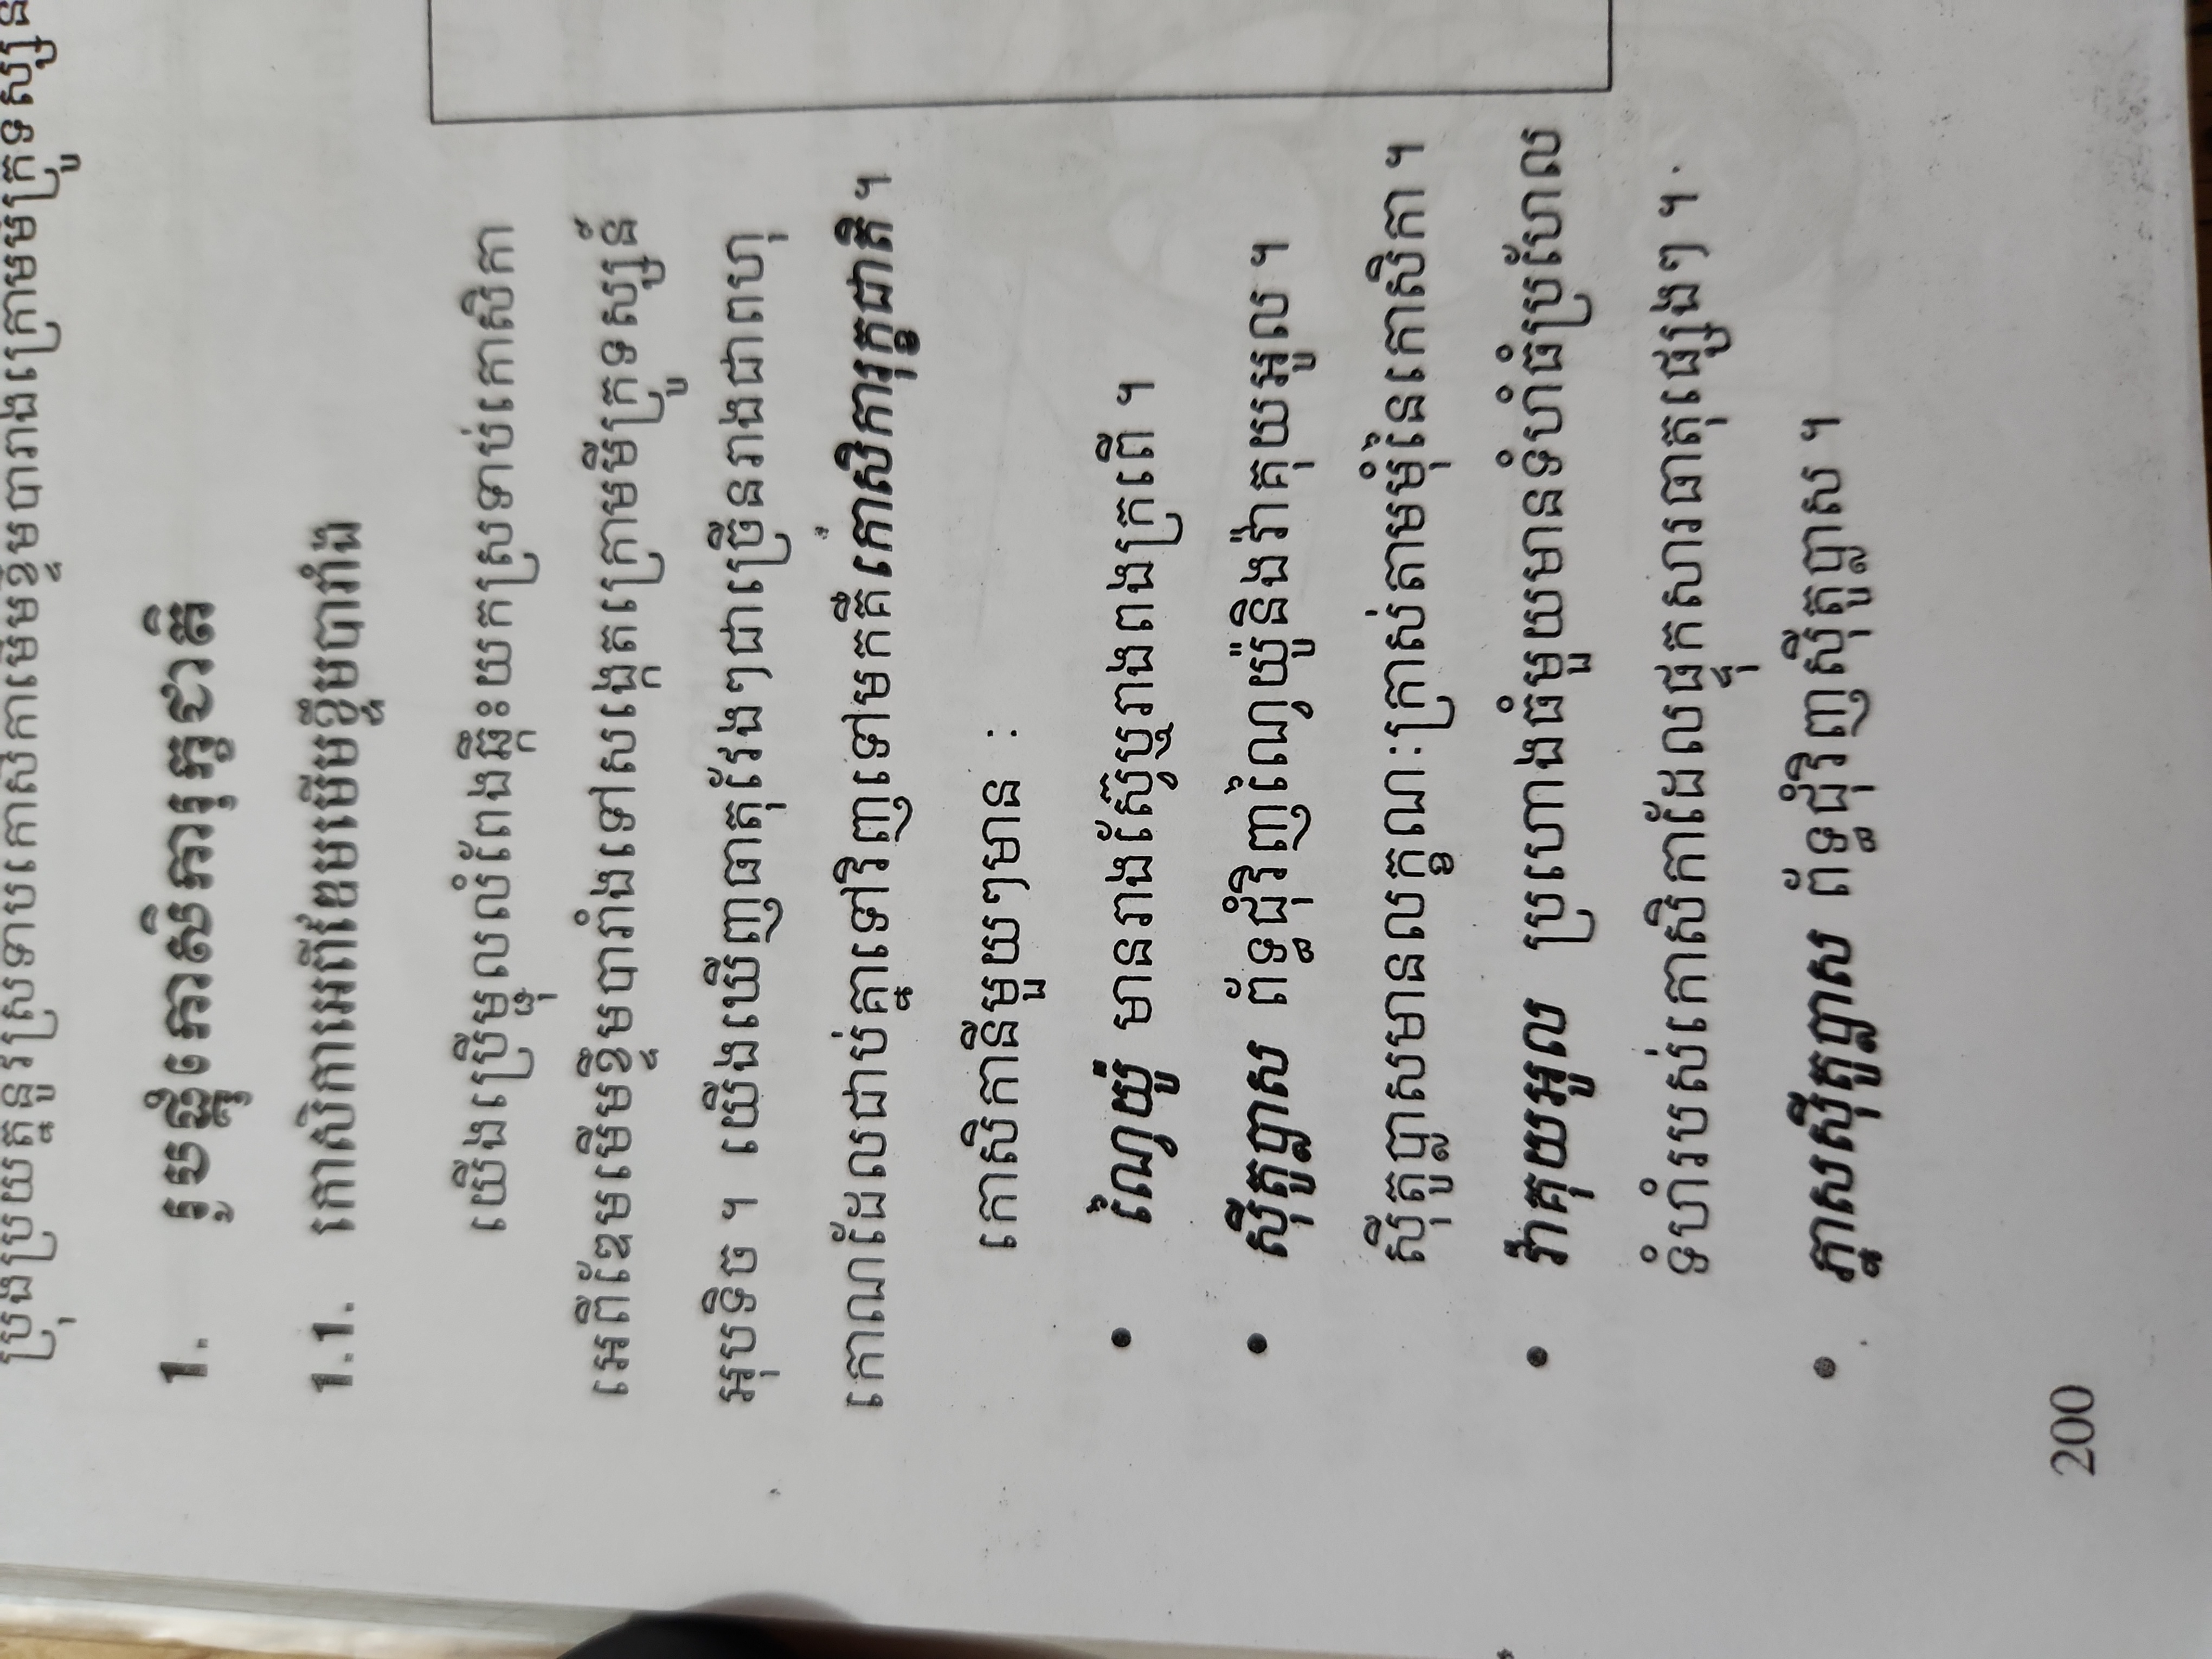 ប្រុងប្រយត្ននូវស្រទាបកោសិកាមើមខ្ទឹមបារាំងក្រោមមីក្រូទស្សន
1. រូបផ្គុំកោសិការុក្ខជាតិ
1.1. កោសិកាអេពីឌែមមើមខ្ទឹមបារាំង
យើងប្រើម្ជុលលំពែងឆ្កឹះយកស្រទាប់កោសិកា
អេពីឌែមមើមខ្ទឹមបារាំងទៅសង្កេតក្រោមមីក្រូទស្សន៍
អុបទិច ។ យើងឃើញធាតុវែងៗជាច្រើនរាងជាពហុ
កោណដែលជាប់គ្នាទៅវិញទៅមកគឺកោសិការុក្ខជាតិ ។
កោសិកានីមួយៗមាន :
• ណ្វៃយ៉ូ មានរាងស្វ៊ែឬរាងពងក្រពើ ។
• ស៊ីតូប្លាស ព័ទ្ធជុំវិញណ្វៃយ៉ូនិងវ៉ាគុយអូល ។
ស៊ីតូប្លាសមានលក្ខណៈក្រាស់តាមមុំនៃកោសិកា ។
• វ៉ាគុយអូល ប្រហោងធំមួយមានទំហំធំប្រហែល
ទំហំរបស់កោសិកាដែលផ្ទុកសារធាតុផ្សេងៗ ។
• ភ្នាសស៊ីតូប្លាស ព័ទ្ធជុំវិញស៊ីតូប្លាស ។
200